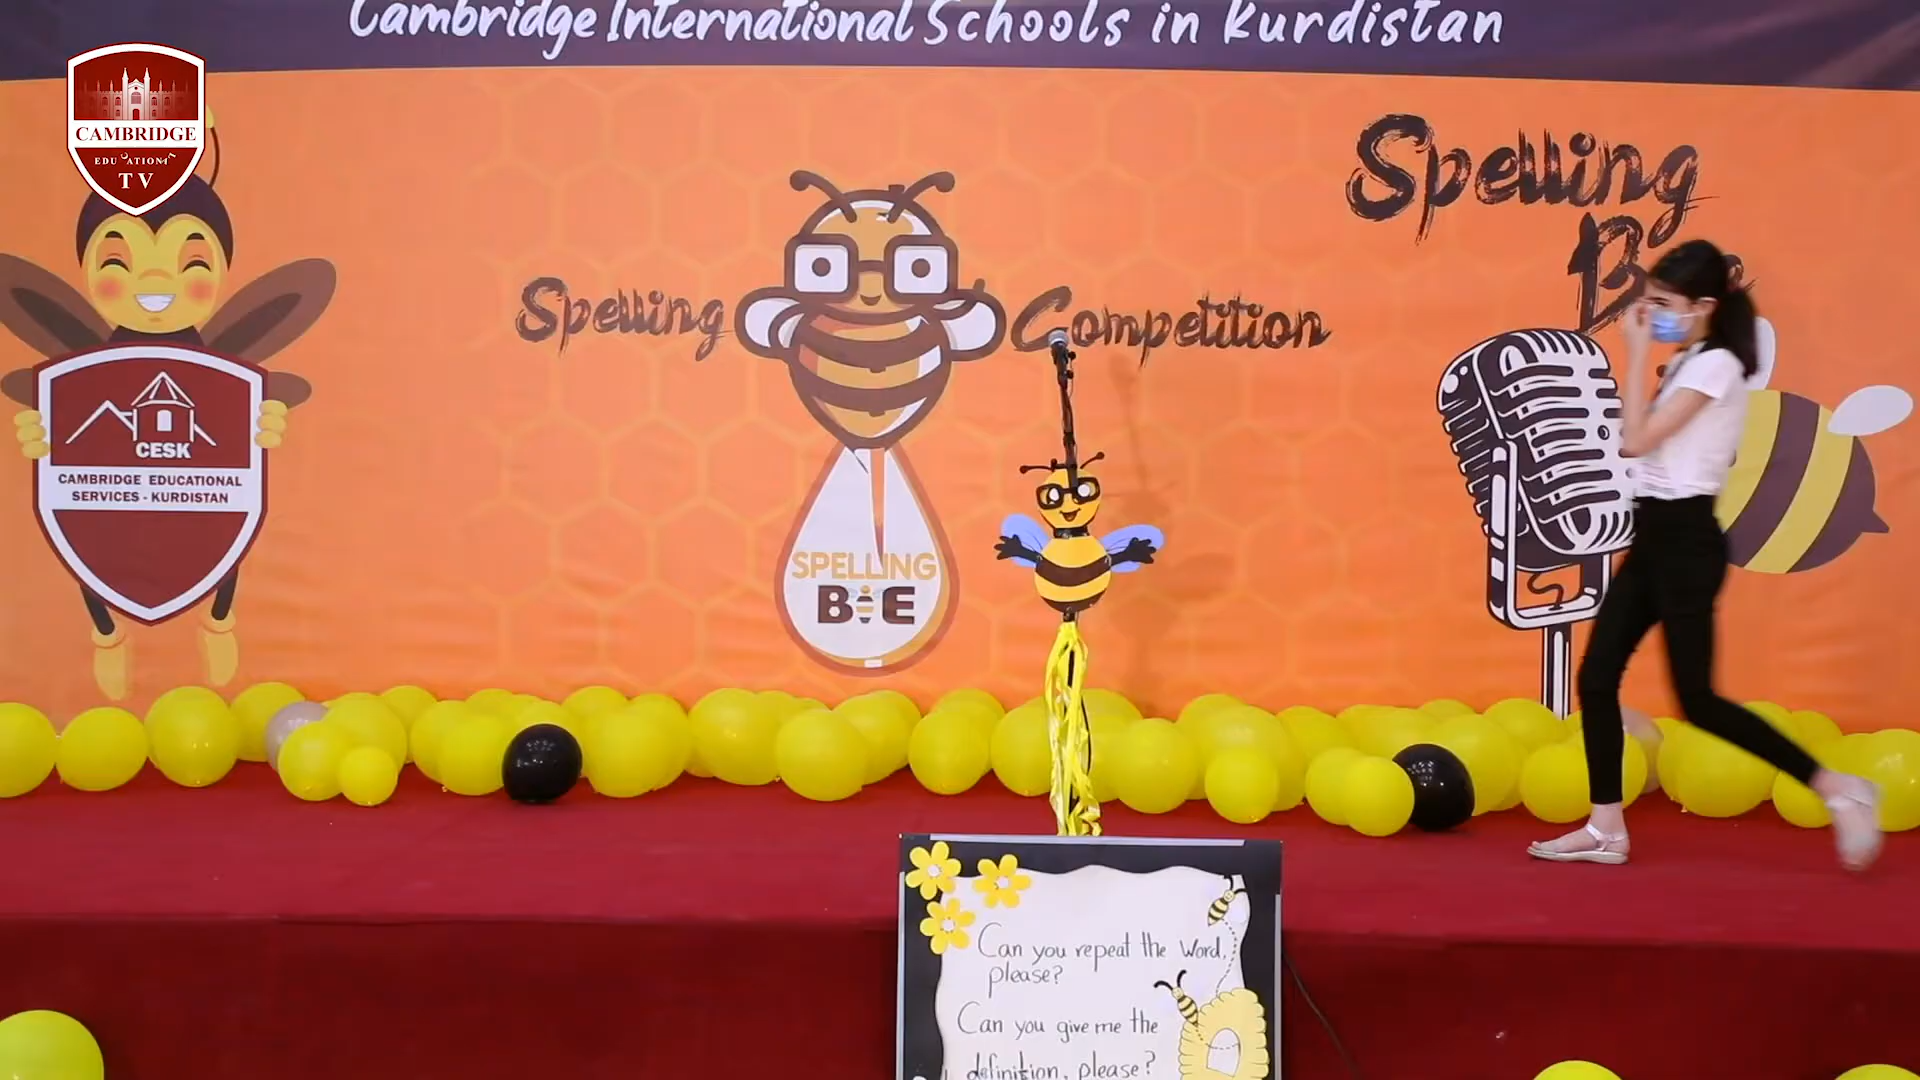 Cambridge International Schools in Kurdistan
CAMBRIDGE
EDUCATIONAL
TV
Spelling
Spelling
Competition
CESK
CAMBRIDGE EDUCATIONAL
SERVICES - KURDISTAN
SPELLING
BEE
Can you repeat the word,
please?
Can you give me the
definition, please?